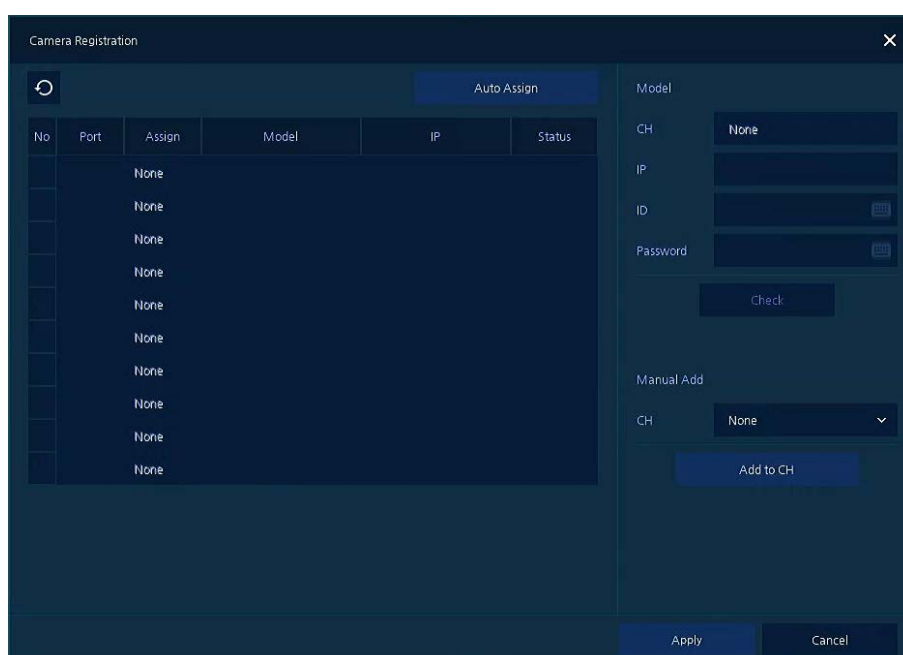 Camera Registration
Auto Assign
No Port Assign Model IP Status
None
None
None
None
None
None
None
None
None
None
Model
CH None
IP
ID
Password
Check
Manual Add
CH None
Add to CH
Apply Cancel